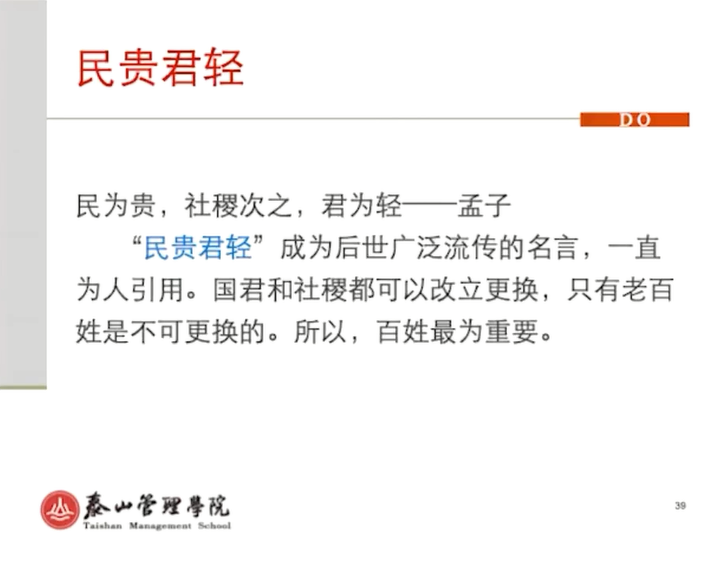 民贵君轻
DO
民为贵，社稷次之，君为轻——孟子
“民贵君轻”成为后世广泛流传的名言，一直
为人引用。国君和社稷都可以改立更换，只有老百
姓是不可更换的。所以，百姓最为重要。
泰山管理學院
Taishan Management School
39